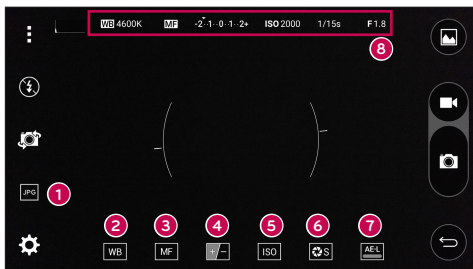 WB 4600K MF -2·1·0·1·2+ ISO 2000 1/15s F1.8
8
JPG 1
2 3 4 5 6 7
WB MF +/- ISO S AE-L